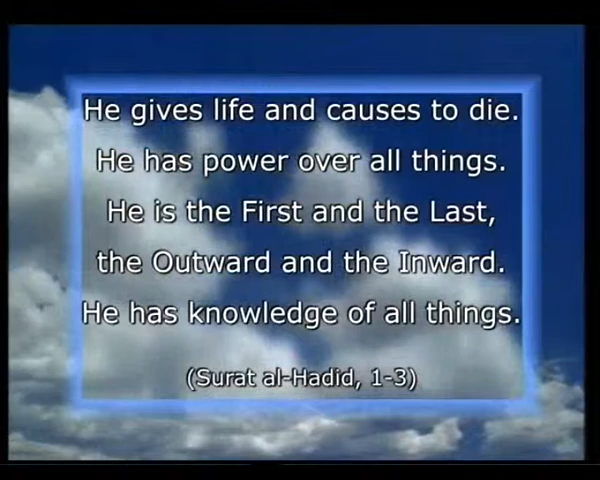 He gives life and causes to die.
He has power over all things.
He is the First and the Last,
the Outward and the Inward.
He has knowledge of all things.
(Surat al-Hadid, 1-3)